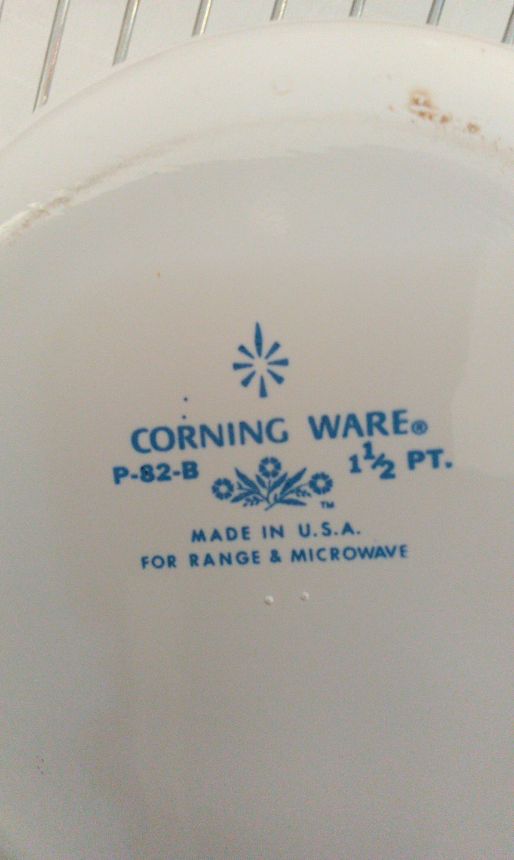 CORNING WARE®
P-82-B 1½ PT.
TM
MADE IN U.S.A.
FOR RANGE & MICROWAVE